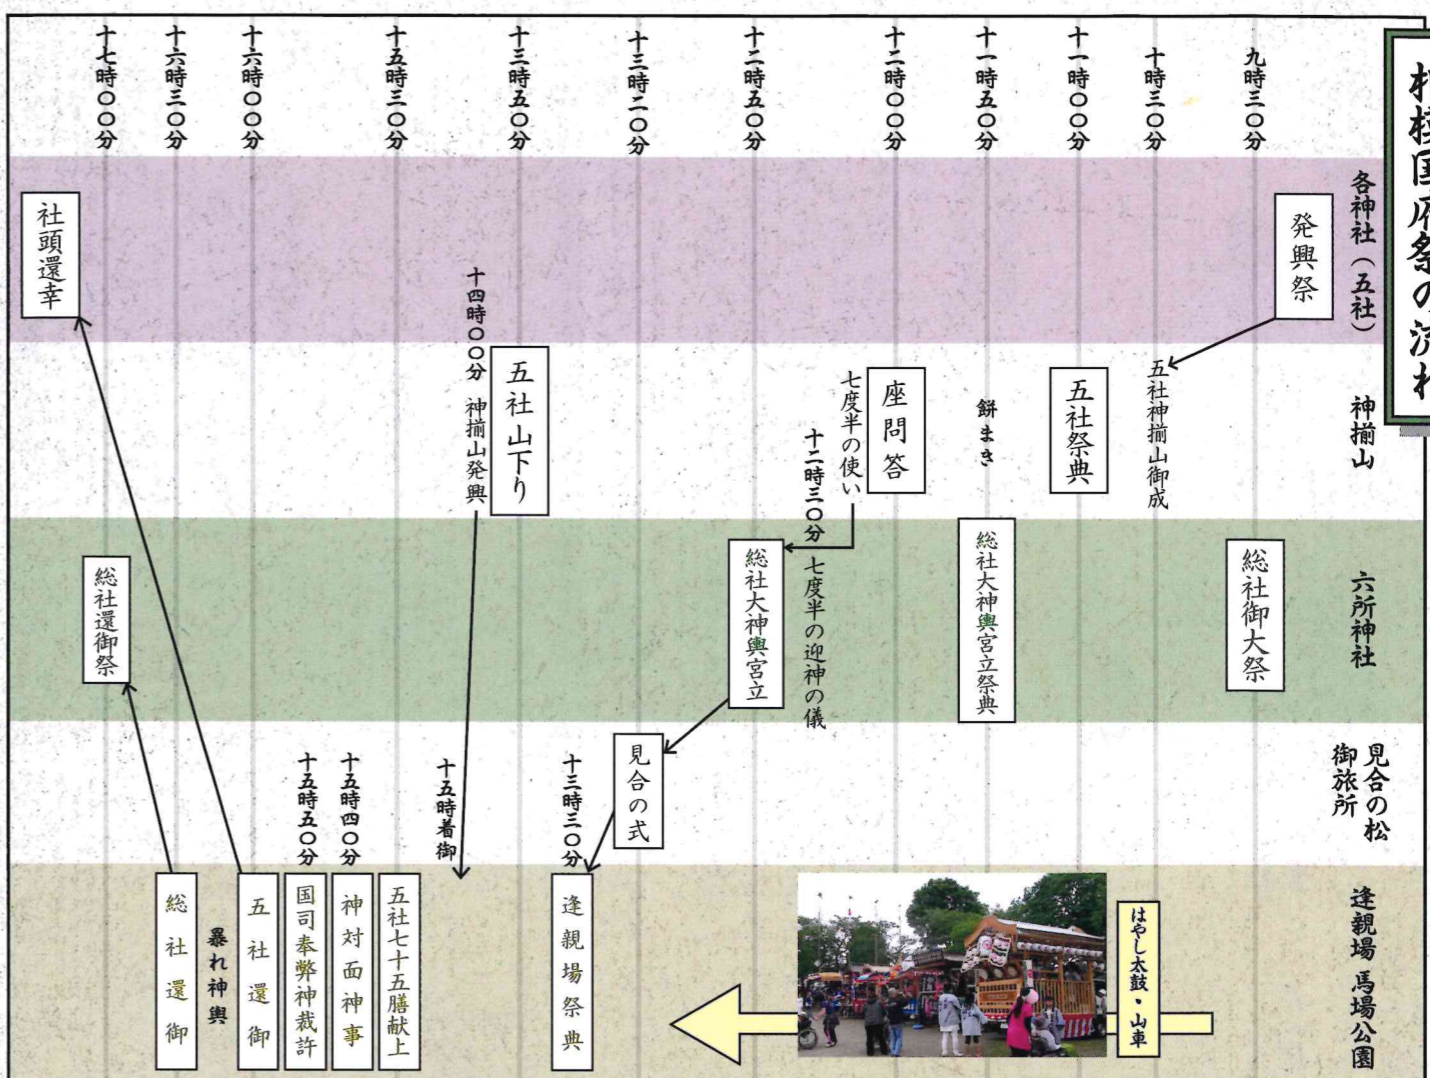 相模国府祭の流れ
各神社（五社）
神揃山
六所神社
見合の松
御旅所
逢親場 馬場公園
九時三〇分
十時三〇分
十一時〇〇分
十一時五〇分
十二時〇〇分
十二時五〇分
十三時二〇分
十三時五〇分
十五時三〇分
十六時〇〇分
十六時三〇分
十七時〇〇分
発輿祭
社頭還幸
五社神揃山御成
五社祭典
餅まき
座問答
七度半の使い
五社山下り
十四時〇〇分 神揃山発輿
総社御大祭
総社大神輿宮立祭典
十二時三〇分 七度半の迎神の儀
総社大神輿宮立
総社還御祭
見合の式
十三時三〇分
十五時着御
十五時四〇分
十五時五〇分
はやし太鼓・山車
逢親場祭典
五社七十五膳献上
神対面神事
国司奉弊神裁許
五社還御
暴れ神輿
総社還御